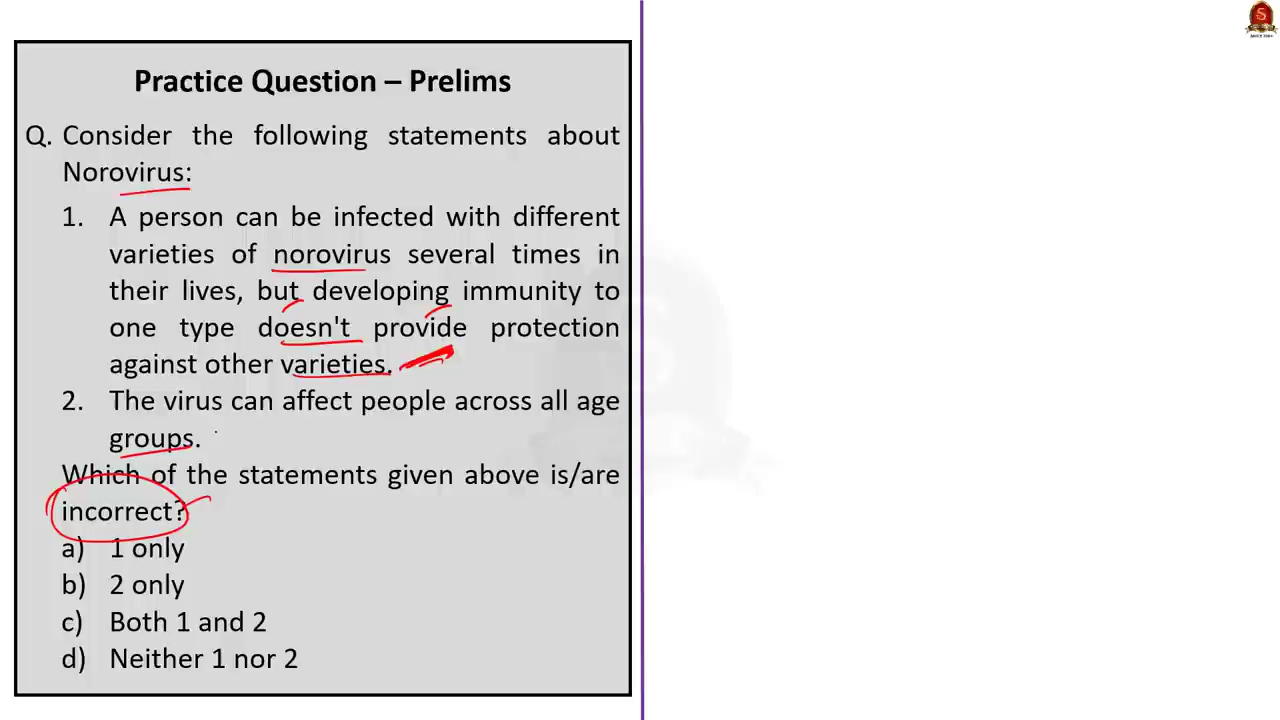 Practice Question – Prelims
Q. Consider the following statements about
Norovirus:
1. A person can be infected with different
varieties of norovirus several times in
their lives, but developing immunity to
one type doesn't provide protection
against other varieties.
2. The virus can affect people across all age
groups.
Which of the statements given above is/are
incorrect?
a) 1 only
b) 2 only
c) Both 1 and 2
d) Neither 1 nor 2